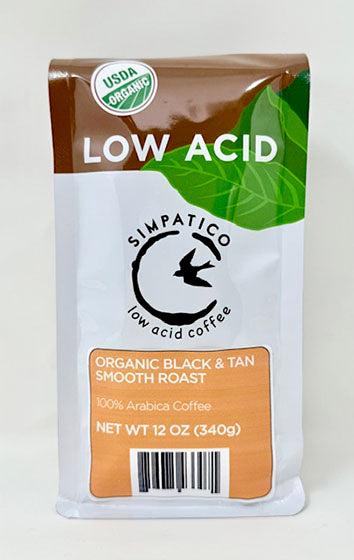 USDA
ORGANIC
LOW ACID
SIMPATICO
low acid coffee
ORGANIC BLACK & TAN
SMOOTH ROAST
100% Arabica Coffee
NET WT 12 OZ (340g)